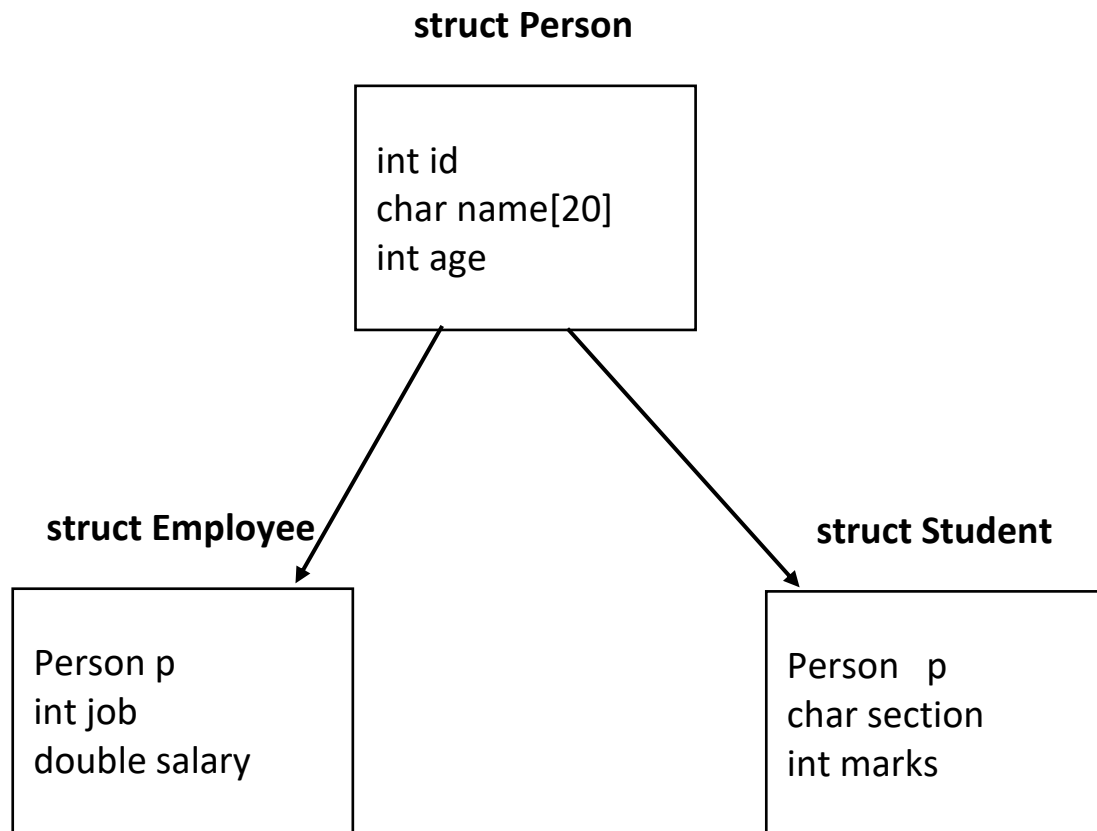 struct Person
int id
char name[20]
int age
struct Employee
Person p
int job
double salary
struct Student
Person   p
char section
int marks